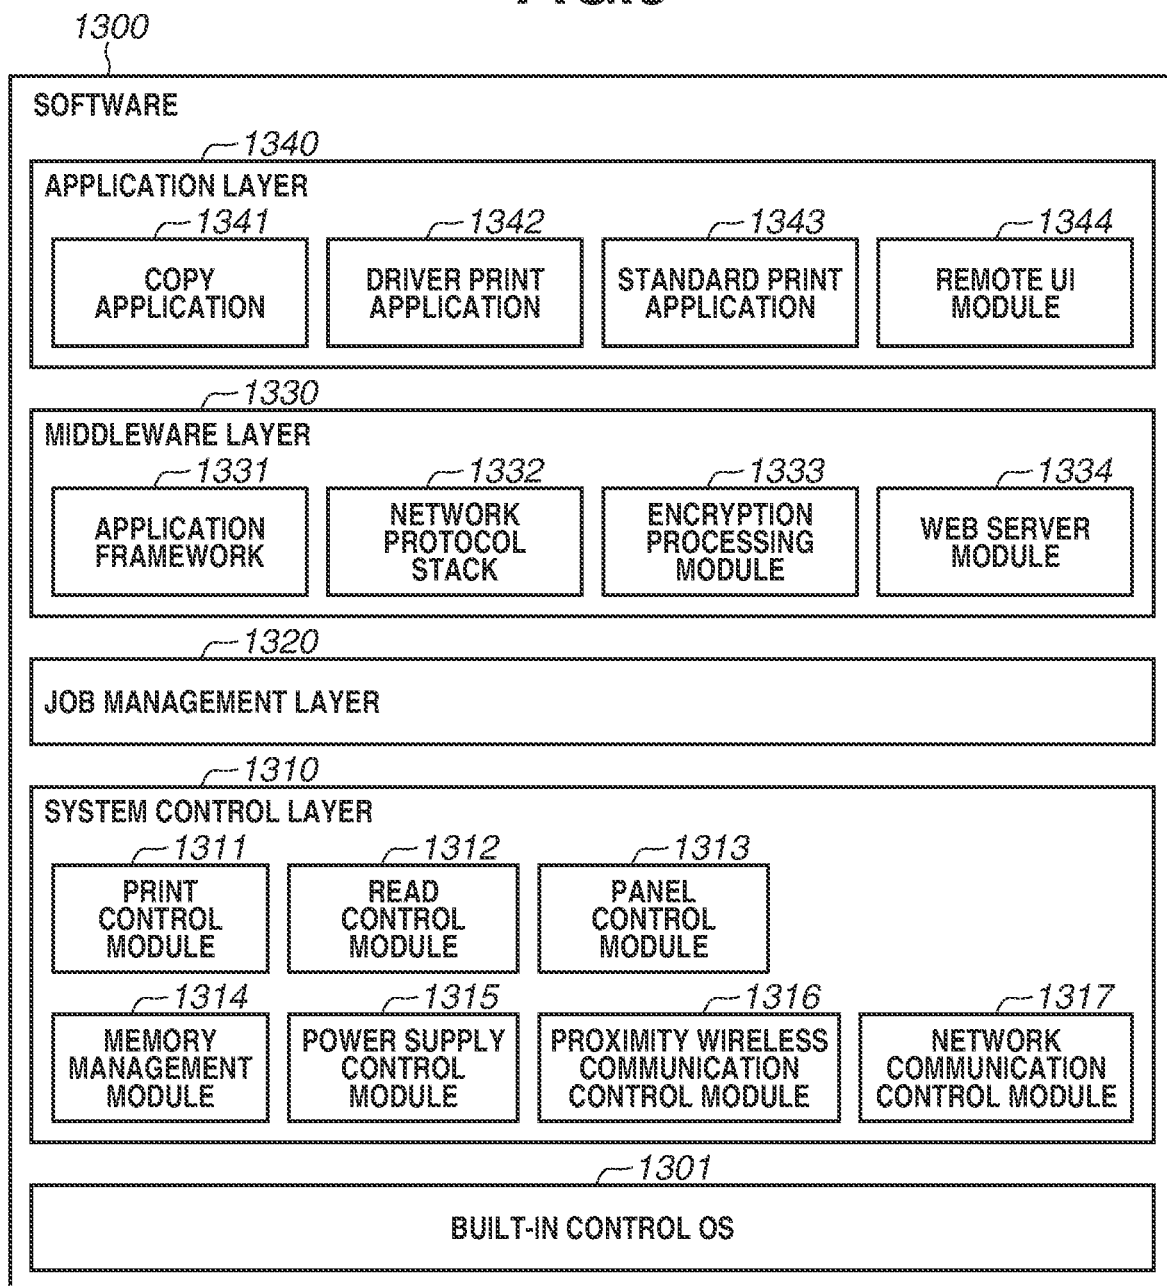 1300
SOFTWARE
1340
APPLICATION LAYER
1341 1342 1343 1344
COPY
APPLICATION
DRIVER PRINT
APPLICATION
STANDARD PRINT
APPLICATION
REMOTE UI
MODULE
1330
MIDDLEWARE LAYER
1331 1332 1333 1334
APPLICATION
FRAMEWORK
NETWORK
PROTOCOL
STACK
ENCRYPTION
PROCESSING
MODULE
WEB SERVER
MODULE
1320
JOB MANAGEMENT LAYER
1310
SYSTEM CONTROL LAYER
1311 1312 1313
PRINT
CONTROL
MODULE
READ
CONTROL
MODULE
PANEL
CONTROL
MODULE
1314 1315 1316 1317
MEMORY
MANAGEMENT
MODULE
POWER SUPPLY
CONTROL
MODULE
PROXIMITY WIRELESS
COMMUNICATION
CONTROL MODULE
NETWORK
COMMUNICATION
CONTROL MODULE
1301
BUILT-IN CONTROL OS